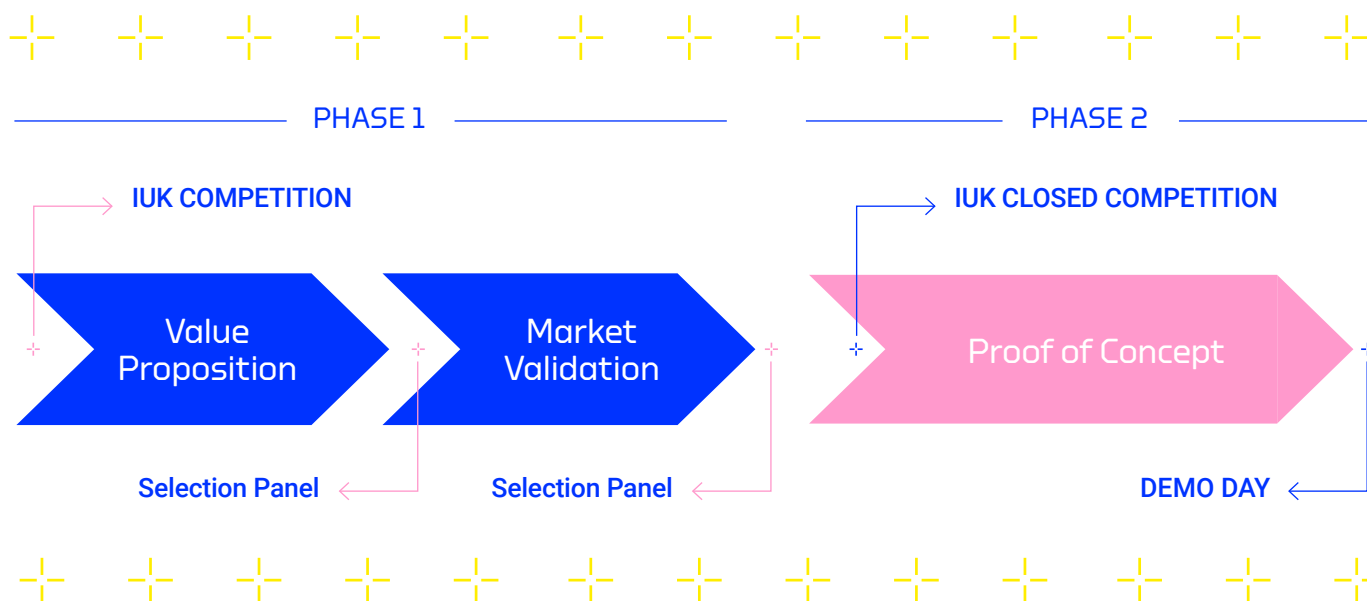 PHASE 1
PHASE 2
IUK COMPETITION
IUK CLOSED COMPETITION
Value
Proposition
Market
Validation
Proof of Concept
Selection Panel
Selection Panel
DEMO DAY